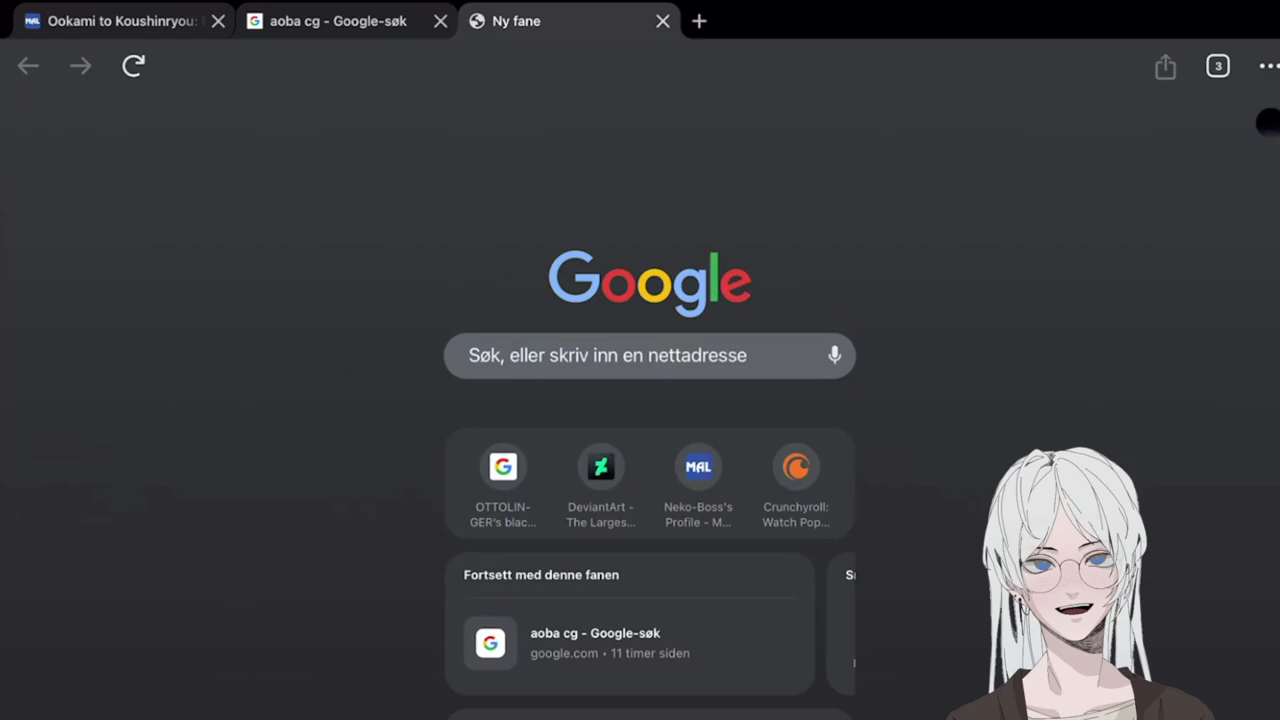 MAL Ookami to Koushinryou:
aoba cg - Google-søk
Ny fane
3
Google
Søk, eller skriv inn en nettadresse
MAL
OTTOLIN-
GER's blac...
DeviantArt -
The Larges...
Neko-Boss's
Profile - M...
Crunchyroll:
Watch Pop...
Fortsett med denne fanen
aoba cg - Google-søk
google.com • 11 timer siden